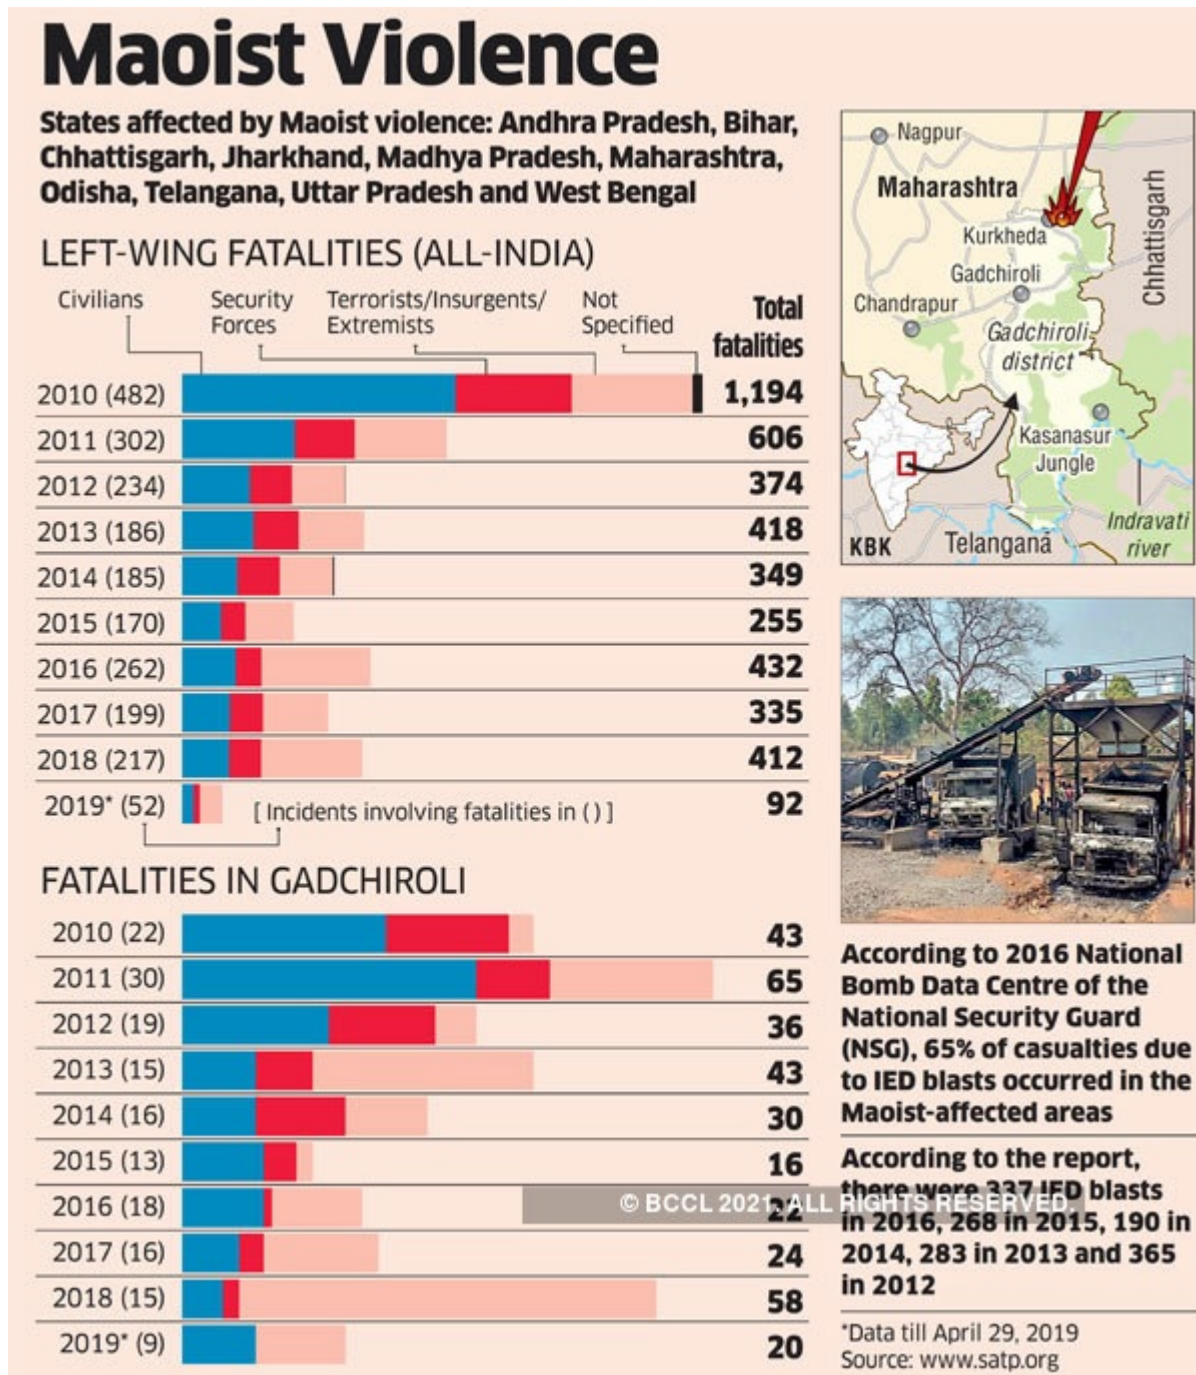 Maoist Violence
States affected by Maoist violence: Andhra Pradesh, Bihar,
Chhattisgarh, Jharkhand, Madhya Pradesh, Maharashtra,
Odisha, Telangana, Uttar Pradesh and West Bengal
LEFT-WING FATALITIES (ALL-INDIA)
Civilians
Security
Forces
Terrorists/Insurgents/
Extremists
Not
Specified
Total
fatalities
2010 (482) 1,194
2011 (302) 606
2012 (234) 374
2013 (186) 418
2014 (185) 349
2015 (170) 255
2016 (262) 432
2017 (199) 335
2018 (217) 412
2019* (52) 92
[ Incidents involving fatalities in ( ) ]
FATALITIES IN GADCHIROLI
2010 (22) 43
2011 (30) 65
2012 (19) 36
2013 (15) 43
2014 (16) 30
2015 (13) 16
2016 (18) 22
2017 (16) 24
2018 (15) 58
2019* (9) 20
Nagpur
Maharashtra
Kurkheda
Gadchiroli
Chandrapur
Gadchiroli
district
Chhattisgarh
Kasanasur
Jungle
Indravati
river
KBK
Telangana
According to 2016 National
Bomb Data Centre of the
National Security Guard
(NSG), 65% of casualties due
to IED blasts occurred in the
Maoist-affected areas
According to the report,
there were 337 IED blasts
in 2016, 268 in 2015, 190 in
2014, 283 in 2013 and 365
in 2012
*Data till April 29, 2019
Source: www.satp.org
© BCCL 2021. ALL RIGHTS RESERVED.